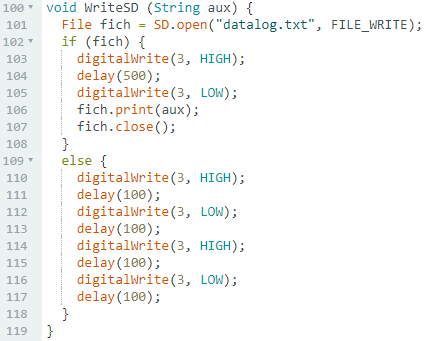 100 void WriteSD (String aux) {
101   File fich = SD.open("datalog.txt", FILE_WRITE);
102   if (fich) {
103     digitalWrite(3, HIGH);
104     delay(500);
105     digitalWrite(3, LOW);
106     fich.print(aux);
107     fich.close();
108   }
109   else {
110     digitalWrite(3, HIGH);
111     delay(100);
112     digitalWrite(3, LOW);
113     delay(100);
114     digitalWrite(3, HIGH);
115     delay(100);
116     digitalWrite(3, LOW);
117     delay(100);
118   }
119 }